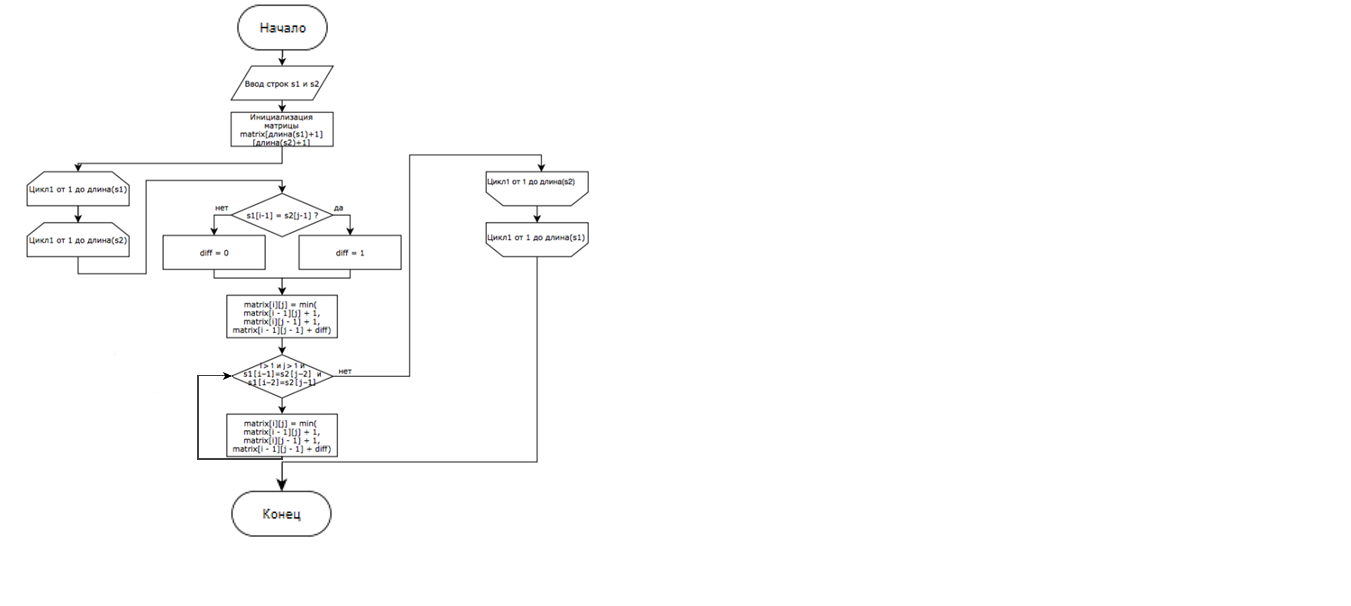 Начало
Ввод строк s1 и s2
Инициализация
матрицы
matrix[длина(s1)+1]
[длина(s2)+1]
Цикл1 от 1 до длина(s1)
Цикл1 от 1 до длина(s2)
s1[i-1] = s2[j-1] ?
нет
да
diff = 0
diff = 1
matrix[i][j] = min(
matrix[i - 1][j] + 1,
matrix[i][j - 1] + 1,
matrix[i - 1][j - 1] + diff)
i > 1 и j > 1 и
s1[i-1]=s2[j-2] и
s1[i-2]=s2[j-1]
нет
matrix[i][j] = min(
matrix[i - 1][j] + 1,
matrix[i][j - 1] + 1,
matrix[i - 1][j - 1] + diff)
Цикл1 от 1 до длина(s2)
Цикл1 от 1 до длина(s1)
Конец